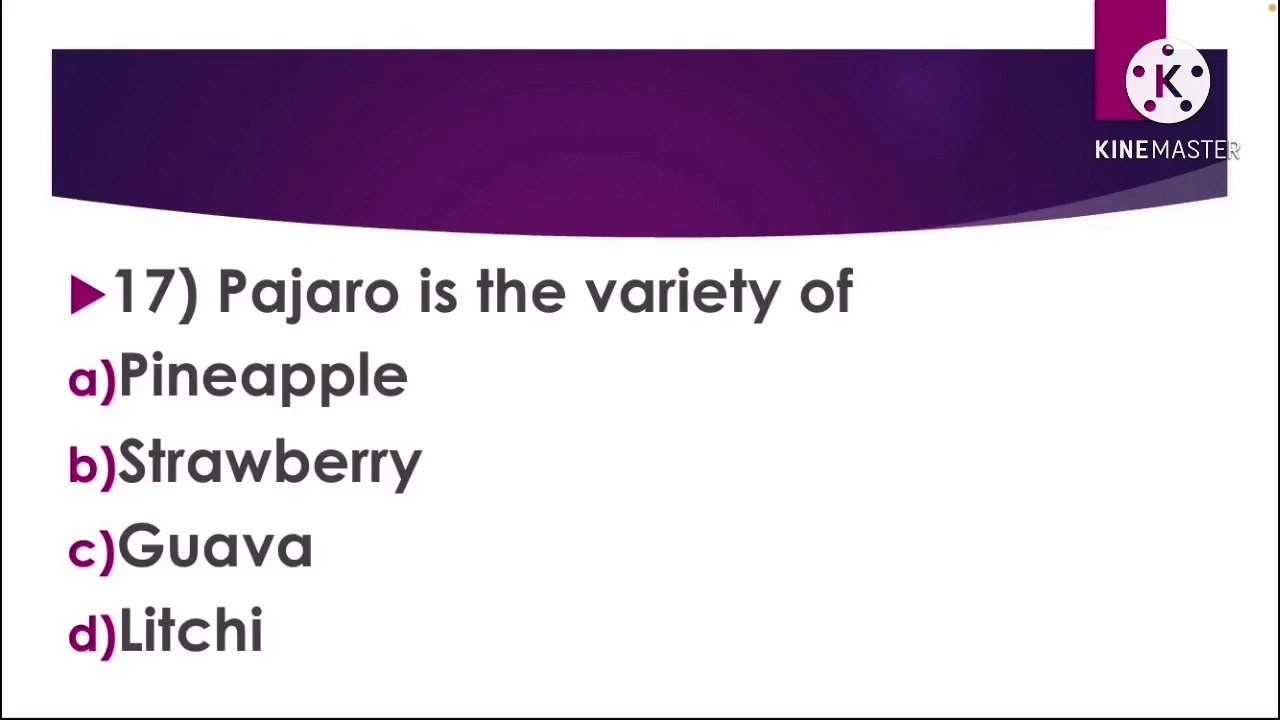 K
KINEMASTER
17) Pajaro is the variety of
a)Pineapple
b)Strawberry
c)Guava
d)Litchi